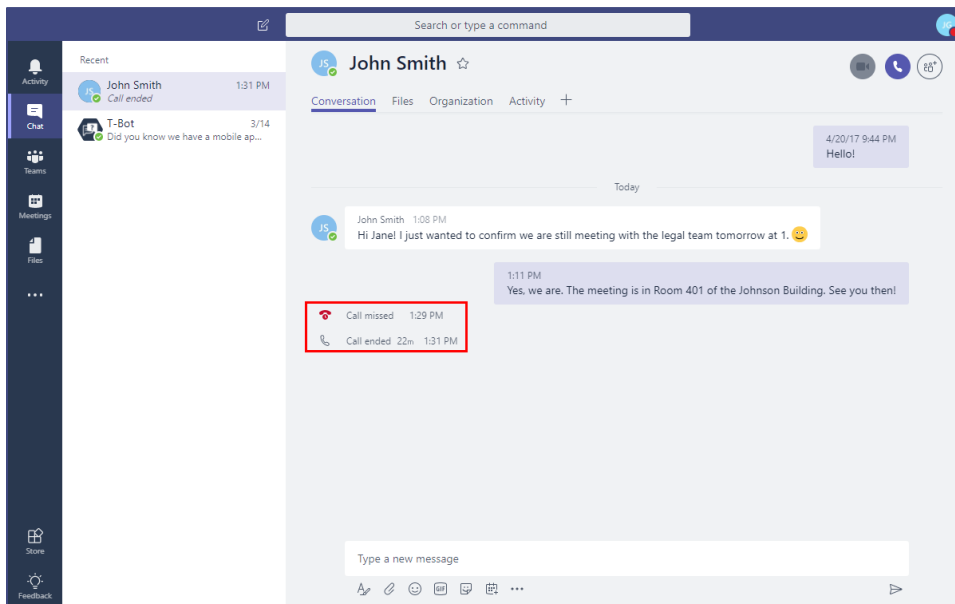 Search or type a command
JG
Activity
Chat
Teams
Meetings
Files
Store
Feedback
Recent
JS
John Smith 1:31 PM
Call ended
T-Bot 3/14
Did you know we have a mobile ap...
JS
John Smith
Conversation Files Organization Activity
4/20/17 9:44 PM
Hello!
Today
JS
John Smith 1:08 PM
Hi Jane! I just wanted to confirm we are still meeting with the legal team tomorrow at 1.
1:11 PM
Yes, we are. The meeting is in Room 401 of the Johnson Building. See you then!
Call missed 1:29 PM
Call ended 22m 1:31 PM
Type a new message
GIF